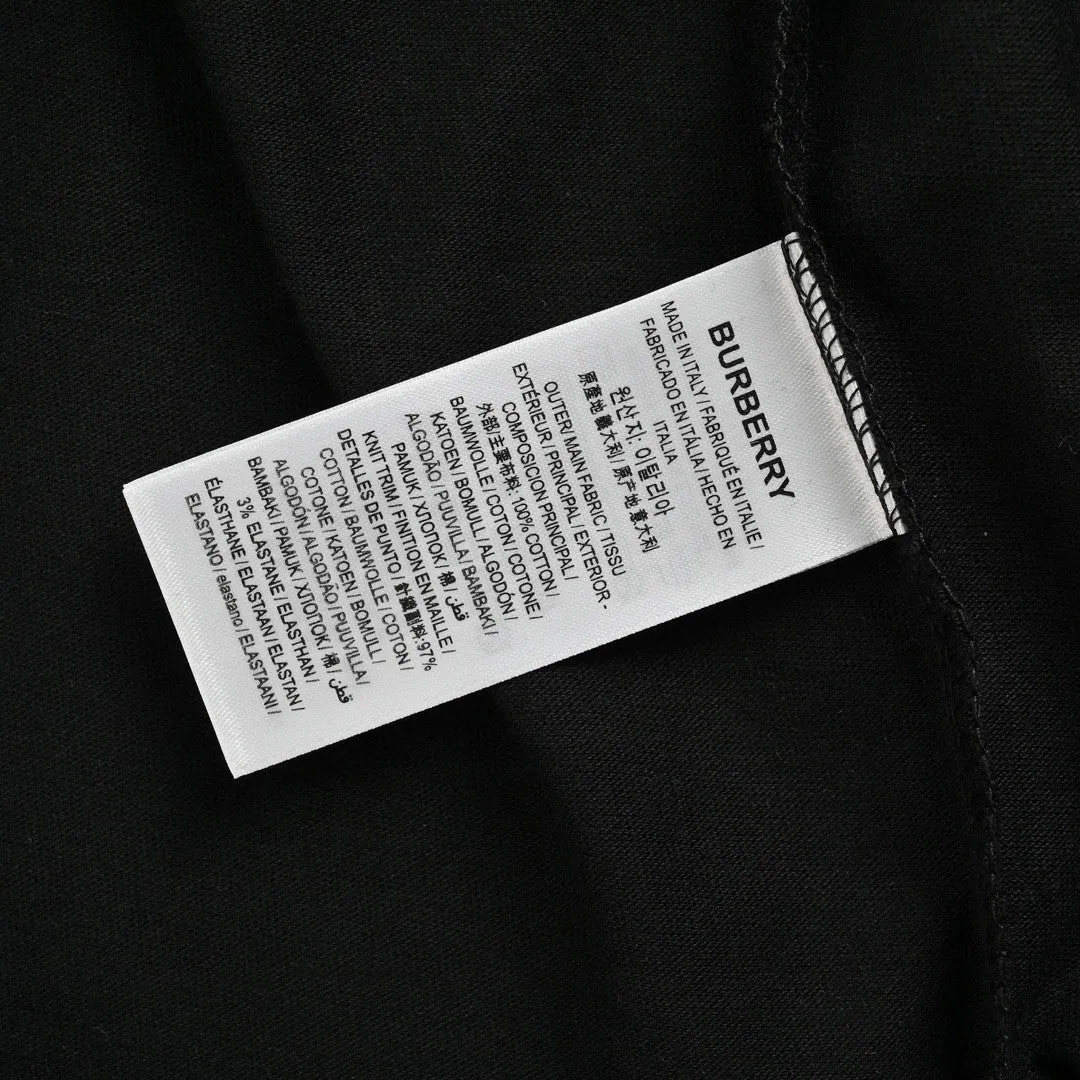 BURBERRY
MADE IN ITALY / FABRIQUÉ EN ITALIE /
FABRICADO EN ITÁLIA / HECHO EN
ITALIA
원산지: 이탈리아
原產地 義大利 / 原产地 意大利
OUTER/ MAIN FABRIC / TISSU
EXTÉRIEUR / PRINCIPAL / EXTERIOR -
COMPOSICION PRINCIPAL /
外部/主要布料: 100% COTTON /
BAUMWOLLE / COTON / COTONE /
KATOEN / BOMULL / ALGODÓN /
ALGODÃO / PUUVILLA / BAMBAKI /
PAMUK / ХЛОПОК / 棉 / قطن
KNIT TRIM / FINITION EN MAILLE /
DETALLES DE PUNTO / 針織副料: 97%
COTTON / BAUMWOLLE / COTON /
COTONE / KATOEN / BOMULL /
ALGODÓN / ALGODÃO / PUUVILLA /
BAMBAKI / PAMUK / ХЛОПОК / 棉 / قطن
3% ELASTANE / ELASTAN /
ÉLASTHANE / ELASTAAN / ELASTHAN /
ELASTANO / elastano / ELASTAANI /